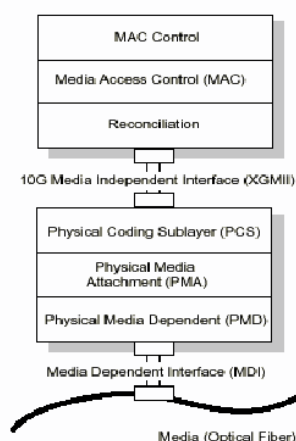 MAC Control
Media Access Control (MAC)
Reconciliation
10G Media Independent Interface (XGMII)
Physical Coding Sublayer (PCS)
Physical Media
Attachment (PMA)
Physical Media Dependent (PMD)
Media Dependent Interface (MDI)
Media (Optical Fiber)